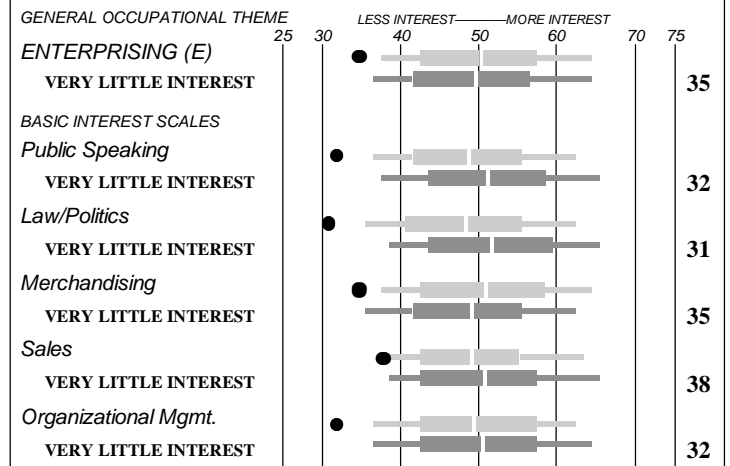 GENERAL OCCUPATIONAL THEME LESS INTEREST MORE INTEREST
25 30 40 50 60 70 75
ENTERPRISING (E)
VERY LITTLE INTEREST 35
BASIC INTEREST SCALES
Public Speaking
VERY LITTLE INTEREST 32
Law/Politics
VERY LITTLE INTEREST 31
Merchandising
VERY LITTLE INTEREST 35
Sales
VERY LITTLE INTEREST 38
Organizational Mgmt.
VERY LITTLE INTEREST 32